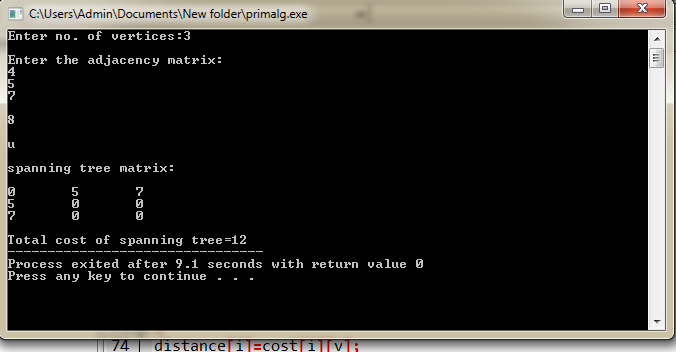 C:\Users\Admin\Documents\New folder\primalg.exe
Enter no. of vertices:3
Enter the adjacency matrix:
4
5
7
8
u
spanning tree matrix:
0 5 7
5 0 0
7 0 0
Total cost of spanning tree=12
--------------------------------
Process exited after 9.1 seconds with return value 0
Press any key to continue . . .
74 distance[i]=cost[i][v];